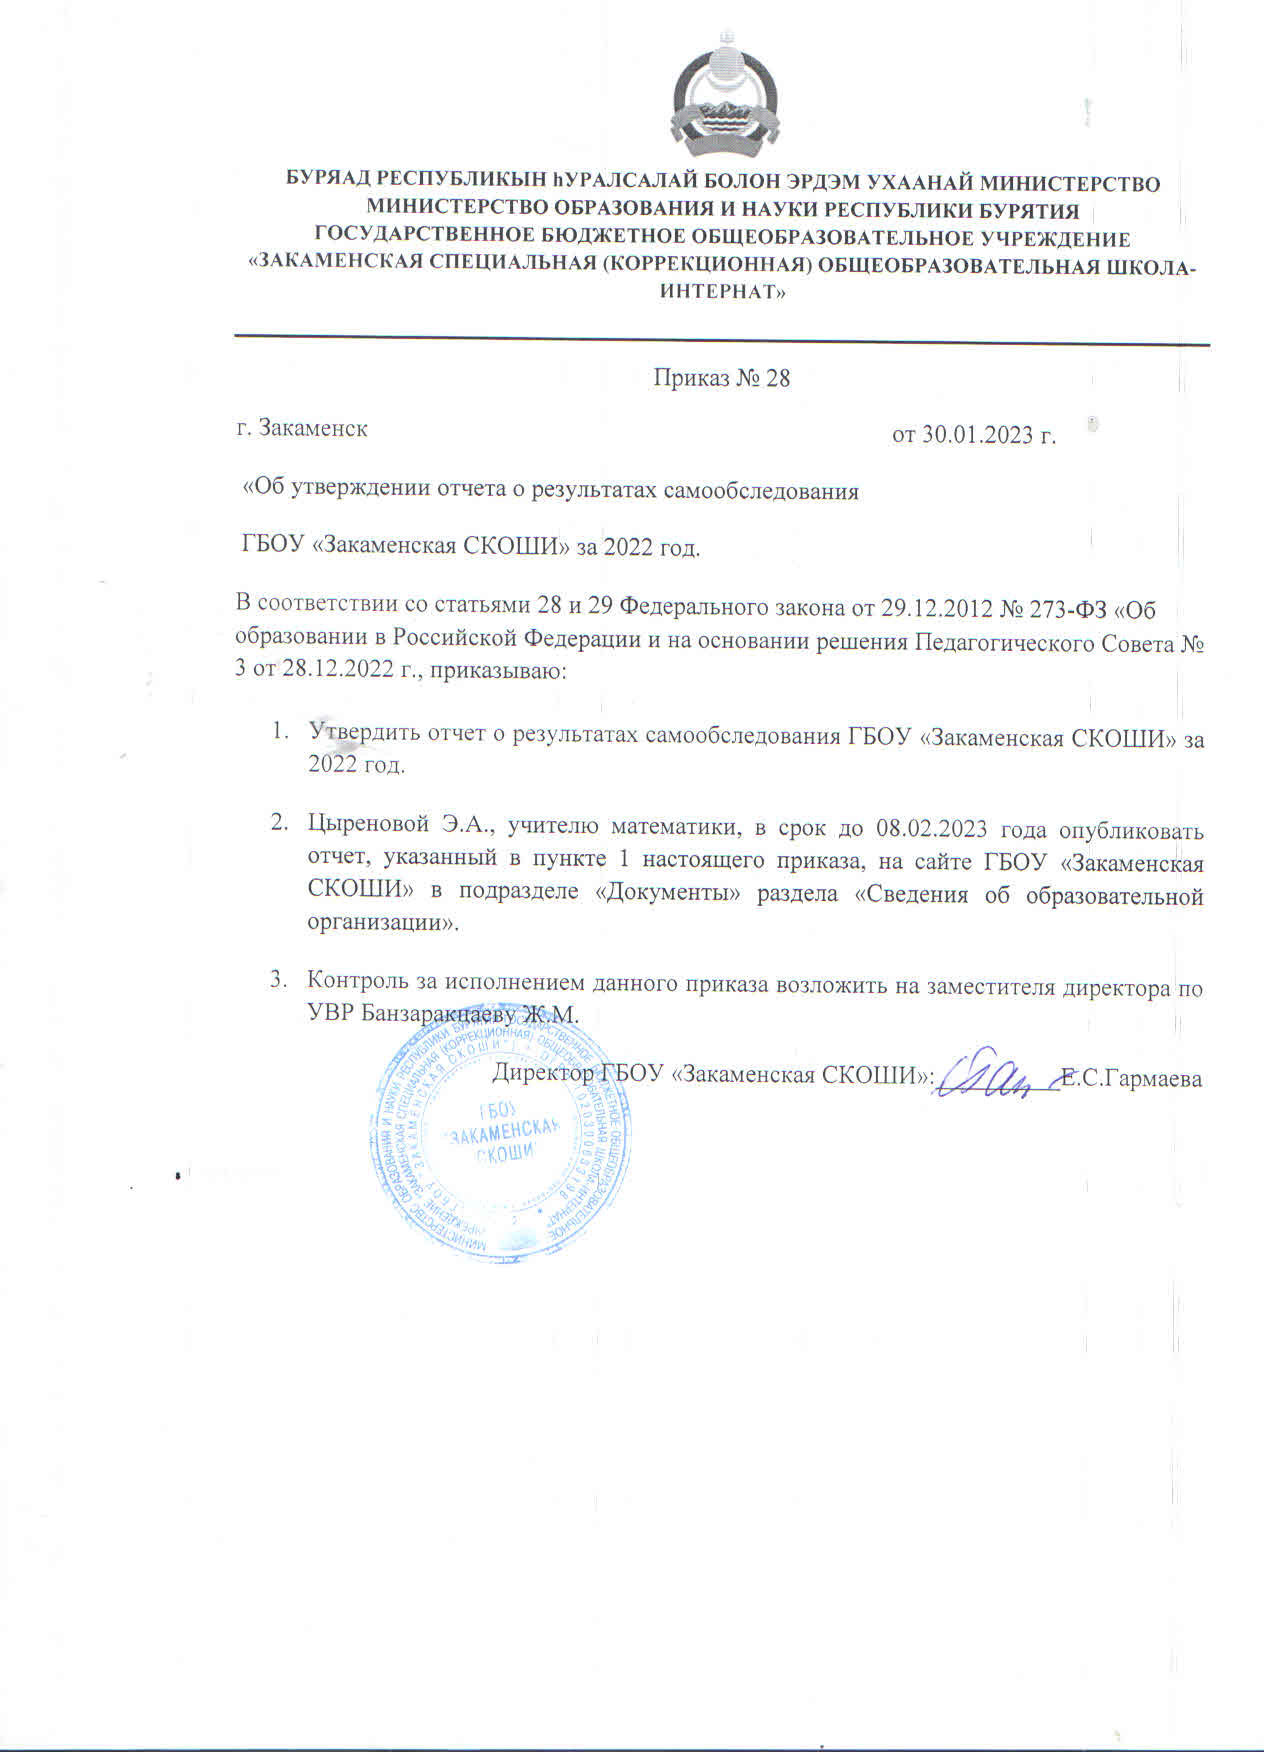 БУРЯАД РЕСПУБЛИКЫН hУРАЛСАЛАЙ БОЛОН ЭРДЭМ УХААНАЙ МИНИСТЕРСТВО
МИНИСТЕРСТВО ОБРАЗОВАНИЯ И НАУКИ РЕСПУБЛИКИ БУРЯТИЯ
ГОСУДАРСТВЕННОЕ БЮДЖЕТНОЕ ОБЩЕОБРАЗОВАТЕЛЬНОЕ УЧРЕЖДЕНИЕ
«ЗАКАМЕНСКАЯ СПЕЦИАЛЬНАЯ (КОРРЕКЦИОННАЯ) ОБЩЕОБРАЗОВАТЕЛЬНАЯ ШКОЛА-
ИНТЕРНАТ»
Приказ № 28
г. Закаменск от 30.01.2023 г.
«Об утверждении отчета о результатах самообследования
ГБОУ «Закаменская СКОШИ» за 2022 год.
В соответствии со статьями 28 и 29 Федерального закона от 29.12.2012 № 273-ФЗ «Об
образовании в Российской Федерации и на основании решения Педагогического Совета №
3 от 28.12.2022 г., приказываю:
1. Утвердить отчет о результатах самообследования ГБОУ «Закаменская СКОШИ» за
2022 год.
2. Цыреновой Э.А., учителю математики, в срок до 08.02.2023 года опубликовать
отчет, указанный в пункте 1 настоящего приказа, на сайте ГБОУ «Закаменская
СКОШИ» в подразделе «Документы» раздела «Сведения об образовательной
организации».
3. Контроль за исполнением данного приказа возложить на заместителя директора по
УВР Банзаракцаеву Ж.М.
Директор ГБОУ «Закаменская СКОШИ»: Е.С.Гармаева
ГБОУ
"ЗАКАМЕНСКАЯ
СКОШИ"